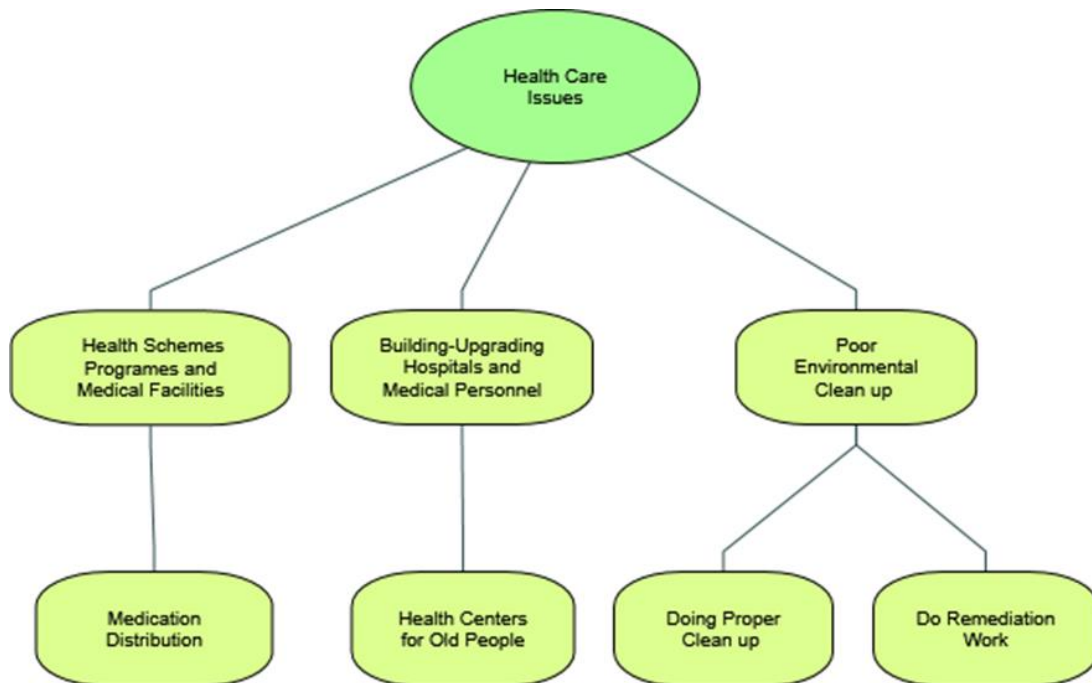 Health Care
Issues
Health Schemes
Programes and
Medical Facilities
Building-Upgrading
Hospitals and
Medical Personnel
Poor
Environmental
Clean up
Medication
Distribution
Health Centers
for Old People
Doing Proper
Clean up
Do Remediation
Work